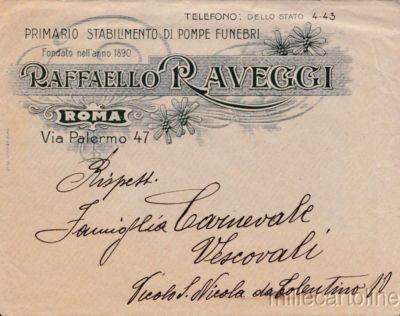 TELEFONO: DELLO STATO 4-43
PRIMARIO STABILIMENTO DI POMPE FUNEBRI
Fondato nell'anno 1890
RAFFAELLO RAVEGGI
ROMA
Via Palermo 47
Rispett.
Famiglia Carnevale
Vescovali
Vicolo S. Nicola da Tolentino
millecartoline